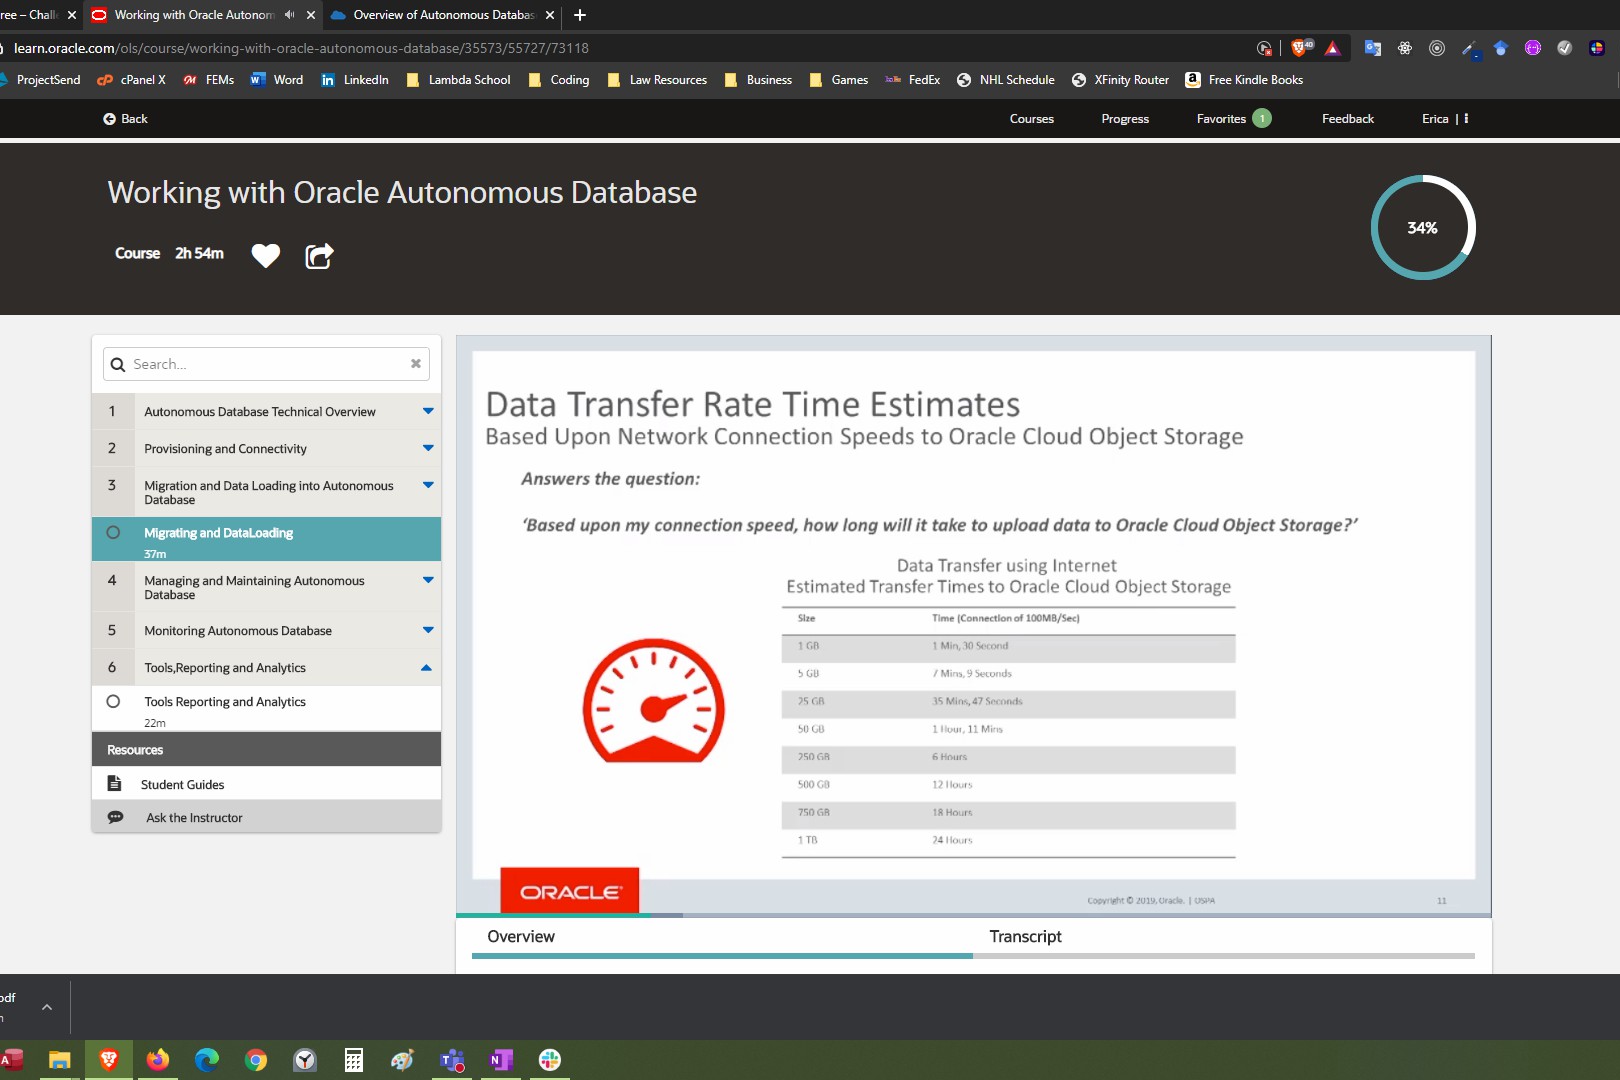 ree – Chall
Working with Oracle Autonom
Overview of Autonomous Databas
learn.oracle.com/ols/course/working-with-oracle-autonomous-database/35573/55727/73118
40
ProjectSend
cPanel X
FEMs
Word
LinkedIn
Lambda School
Coding
Law Resources
Business
Games
FedEx
NHL Schedule
XFinity Router
Free Kindle Books
Back
Courses
Progress
Favorites 1
Feedback
Erica
Working with Oracle Autonomous Database
Course 2h 54m
34%
Search...
1 Autonomous Database Technical Overview
2 Provisioning and Connectivity
3 Migration and Data Loading into Autonomous
Database
Migrating and DataLoading
37m
4 Managing and Maintaining Autonomous
Database
5 Monitoring Autonomous Database
6 Tools,Reporting and Analytics
Tools Reporting and Analytics
22m
Resources
Student Guides
Ask the Instructor
Data Transfer Rate Time Estimates
Based Upon Network Connection Speeds to Oracle Cloud Object Storage
Answers the question:
‘Based upon my connection speed, how long will it take to upload data to Oracle Cloud Object Storage?’
Data Transfer using Internet
Estimated Transfer Times to Oracle Cloud Object Storage
Size Time (Connection of 100MB/Sec)
1 GB 1 Min, 30 Second
5 GB 7 Mins, 9 Seconds
25 GB 35 Mins, 47 Seconds
50 GB 1 Hour, 11 Mins
250 GB 6 Hours
500 GB 12 Hours
750 GB 18 Hours
1 TB 24 Hours
ORACLE
Copyright © 2019, Oracle. | OSPA
11
Overview
Transcript
pdf